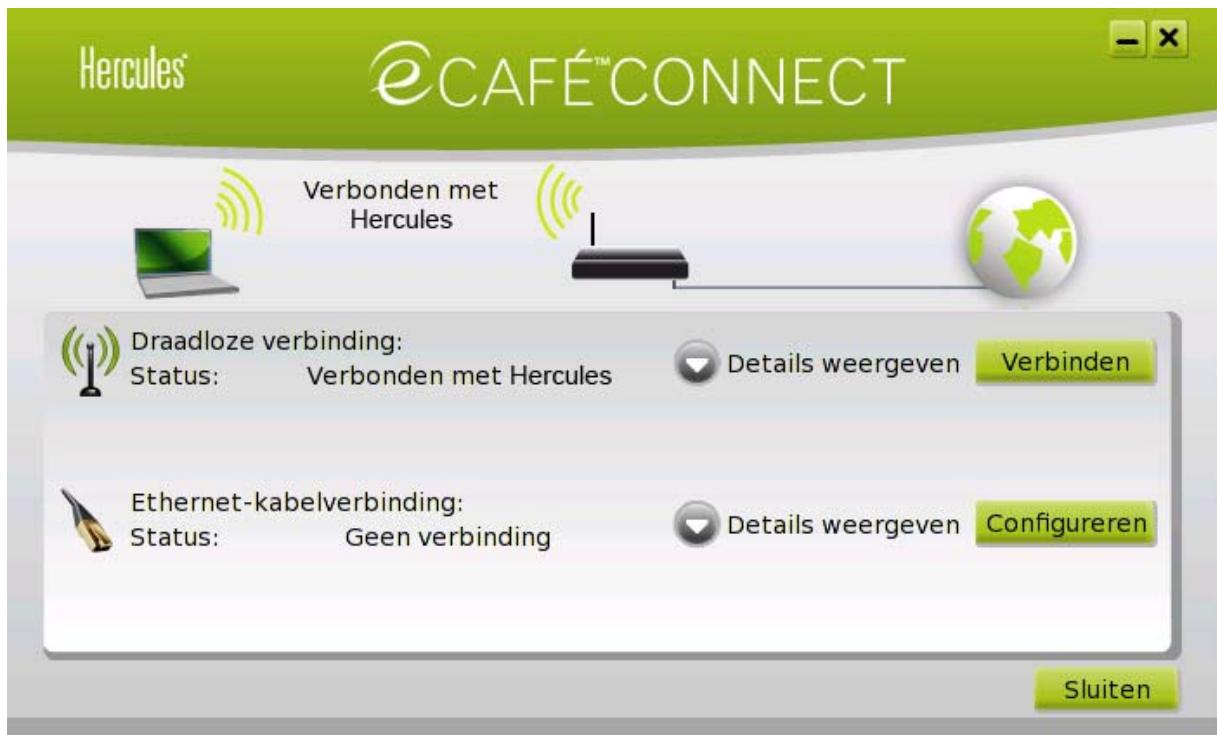 Hercules
eCAFÉ™CONNECT
Verbonden met
Hercules
Draadloze verbinding:
Status: Verbonden met Hercules
Details weergeven
Verbinden
Ethernet-kabelverbinding:
Status: Geen verbinding
Details weergeven
Configureren
Sluiten